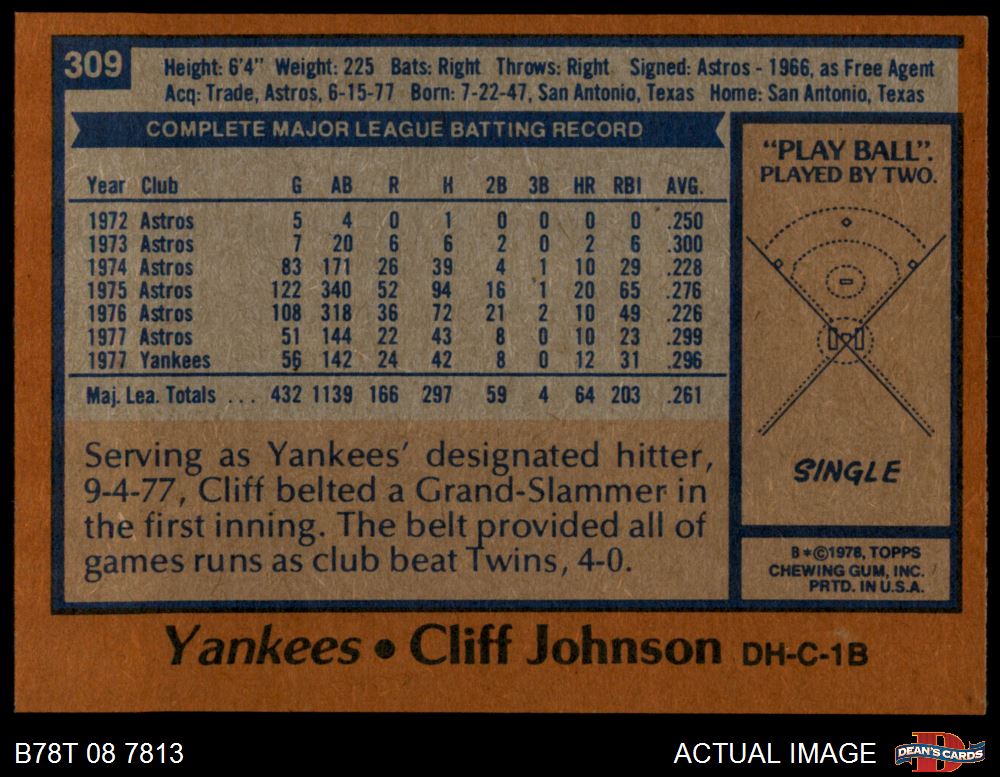 309
Height: 6'4" Weight: 225 Bats: Right Throws: Right Signed: Astros - 1966, as Free Agent
Acq: Trade, Astros, 6-15-77 Born: 7-22-47, San Antonio, Texas Home: San Antonio, Texas
COMPLETE MAJOR LEAGUE BATTING RECORD
Year Club G AB R H 2B 3B HR RBI AVG.
1972 Astros 5 4 0 1 0 0 0 0 .250
1973 Astros 7 20 6 6 2 0 2 6 .300
1974 Astros 83 171 26 39 4 1 10 29 .228
1975 Astros 122 340 52 94 16 1 20 65 .276
1976 Astros 108 318 36 72 21 2 10 49 .226
1977 Astros 51 144 22 43 8 0 10 23 .299
1977 Yankees 56 142 24 42 8 0 12 31 .296
Maj. Lea. Totals . . . 432 1139 166 297 59 4 64 203 .261
Serving as Yankees' designated hitter,
9-4-77, Cliff belted a Grand-Slammer in
the first inning. The belt provided all of
games runs as club beat Twins, 4-0.
"PLAY BALL".
PLAYED BY TWO.
SINGLE
B*©1978, TOPPS
CHEWING GUM, INC.
PRTD. IN U.S.A.
Yankees • Cliff Johnson DH-C-1B
B78T 08 7813
ACTUAL IMAGE
D
DEAN'S CARDS